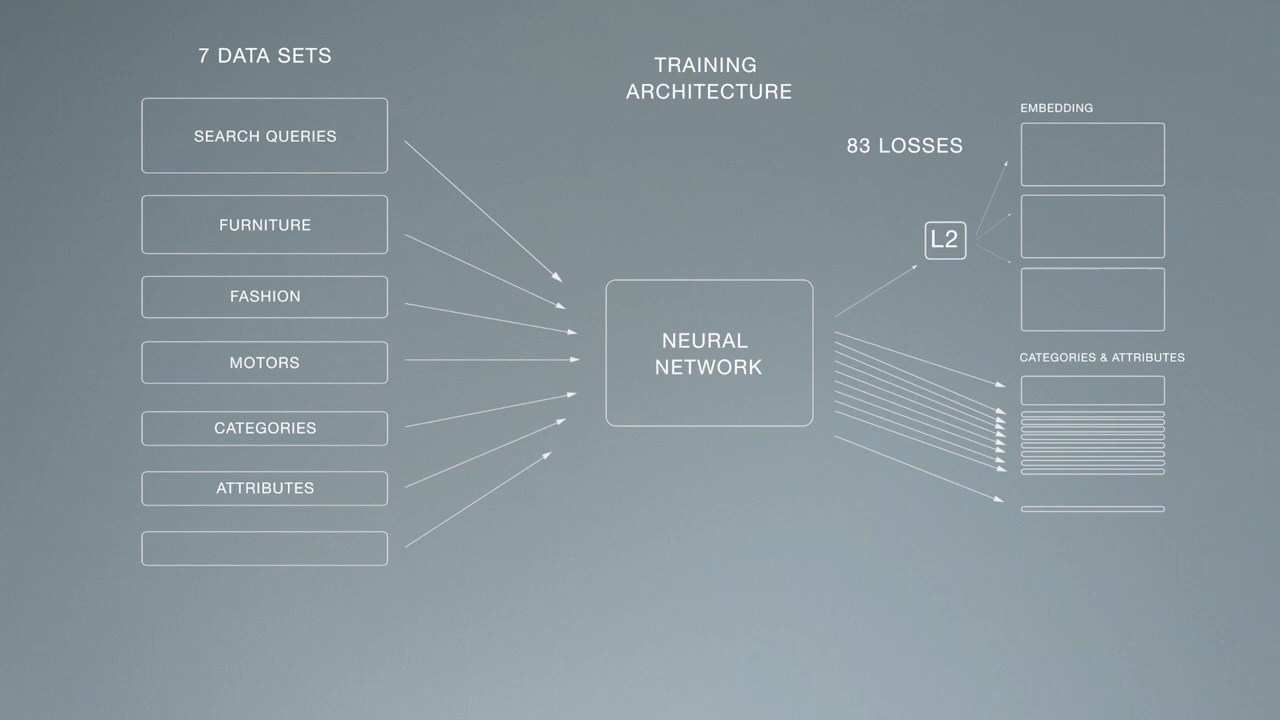 7 DATA SETS
SEARCH QUERIES
FURNITURE
FASHION
MOTORS
CATEGORIES
ATTRIBUTES
TRAINING
ARCHITECTURE
NEURAL
NETWORK
83 LOSSES
L2
EMBEDDING
CATEGORIES & ATTRIBUTES